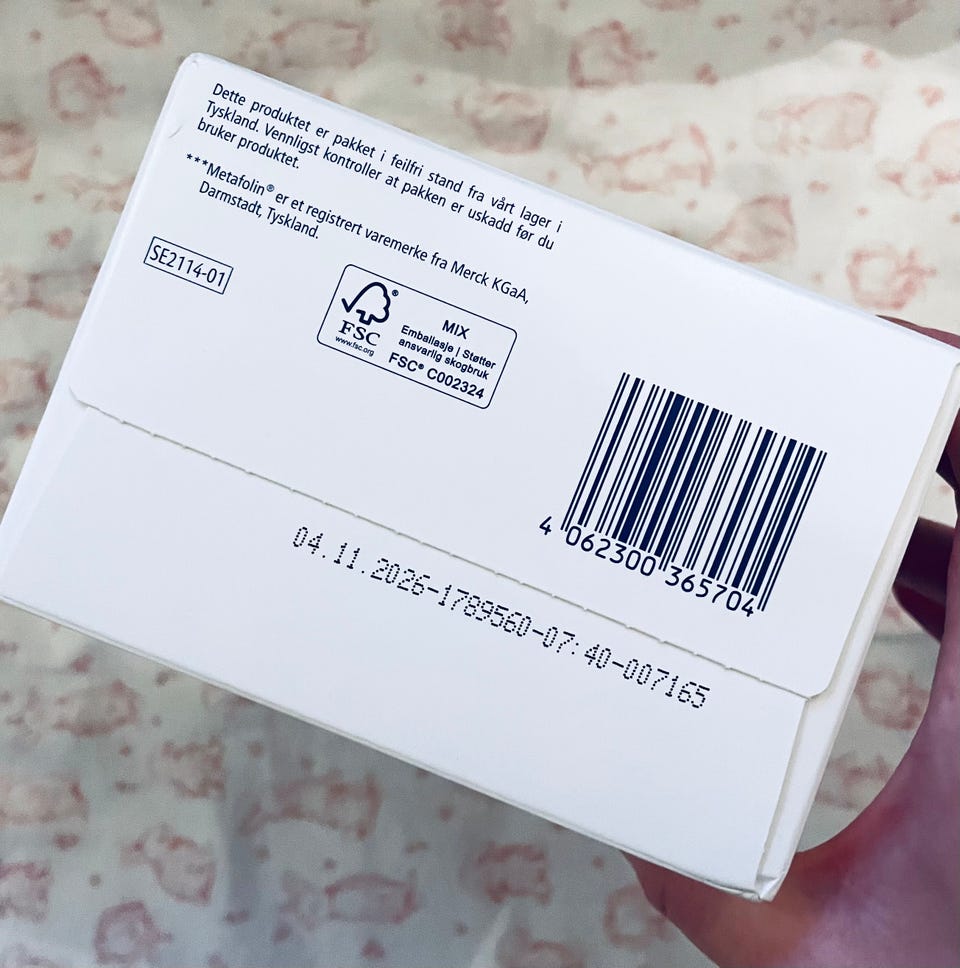 Dette produktet er pakket i feilfri stand fra vårt lager i
Tyskland. Vennligst kontroller at pakken er uskadd før du
bruker produktet.
***Metafolin® er et registrert varemerke fra Merck KGaA,
Darmstadt, Tyskland.
SE2114-01
FSC®
www.fsc.org
MIX
Emballasje | Støtter
ansvarlig skogbruk
FSC® C002324
4 062300 365704
04.11.2026-1789560-07:40-007165